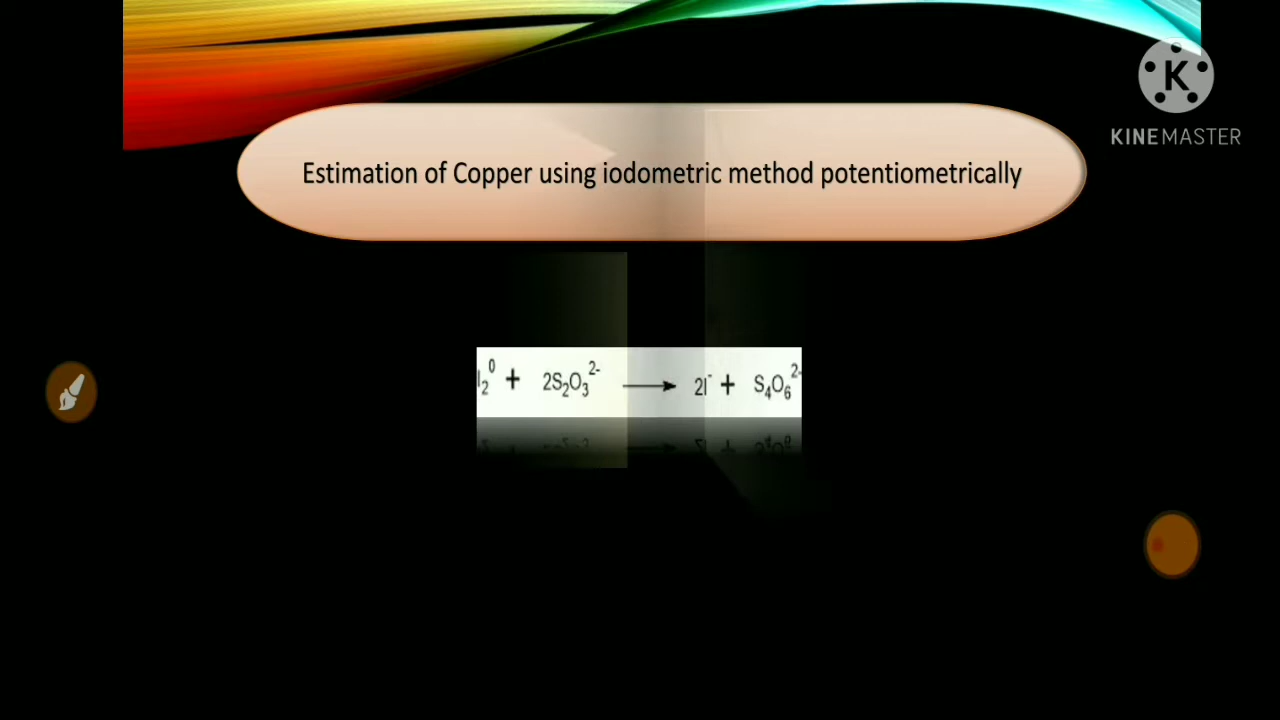 KINEMASTER
Estimation of Copper using iodometric method potentiometrically
I₂⁰ + 2S₂O₃²⁻ → 2I⁻ + S₄O₆²⁻